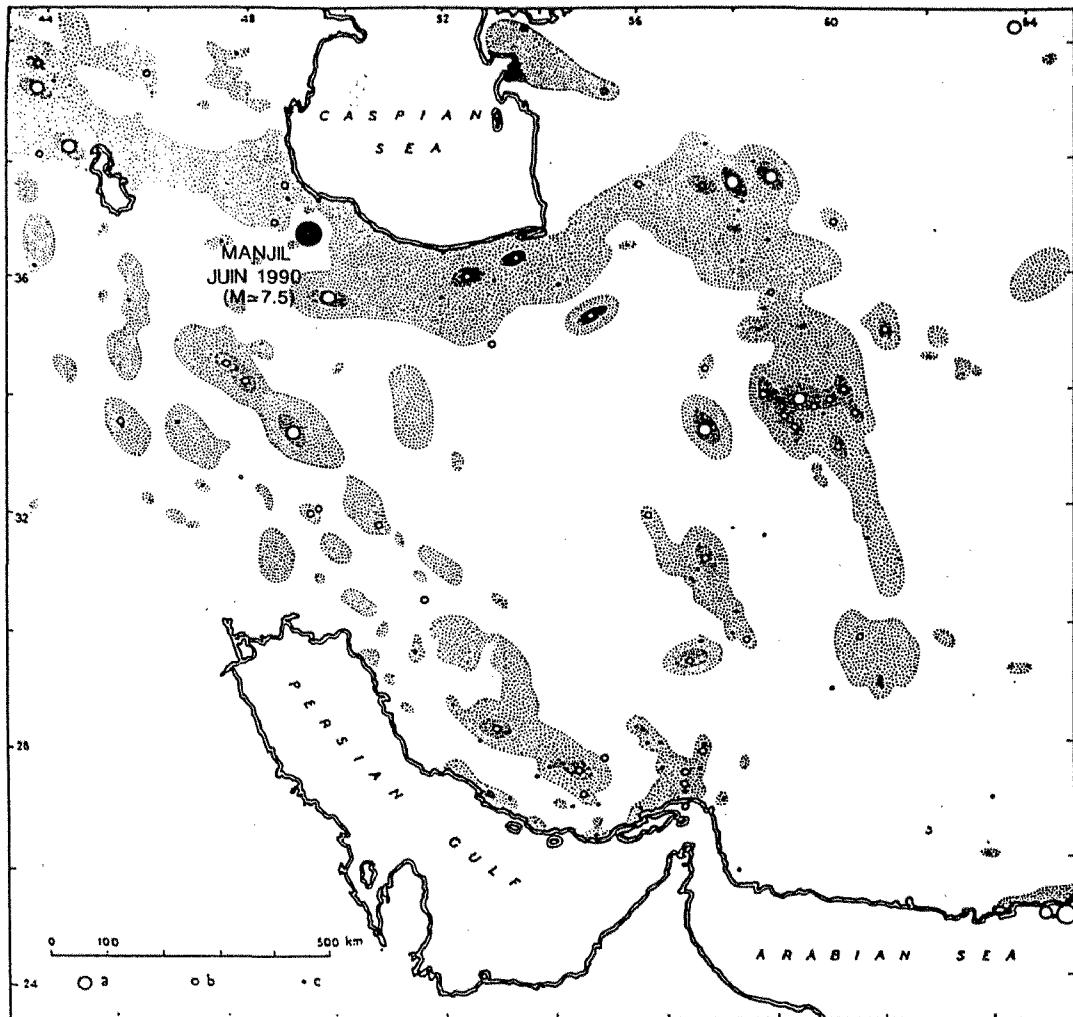 44 48 52 56 60 64
CASPIAN
SEA
MANJIL
JUIN 1990
(M=7.5)
36
32
PERSIAN
GULF
28
0 100 500 km
ARABIAN SEA
24
a b c